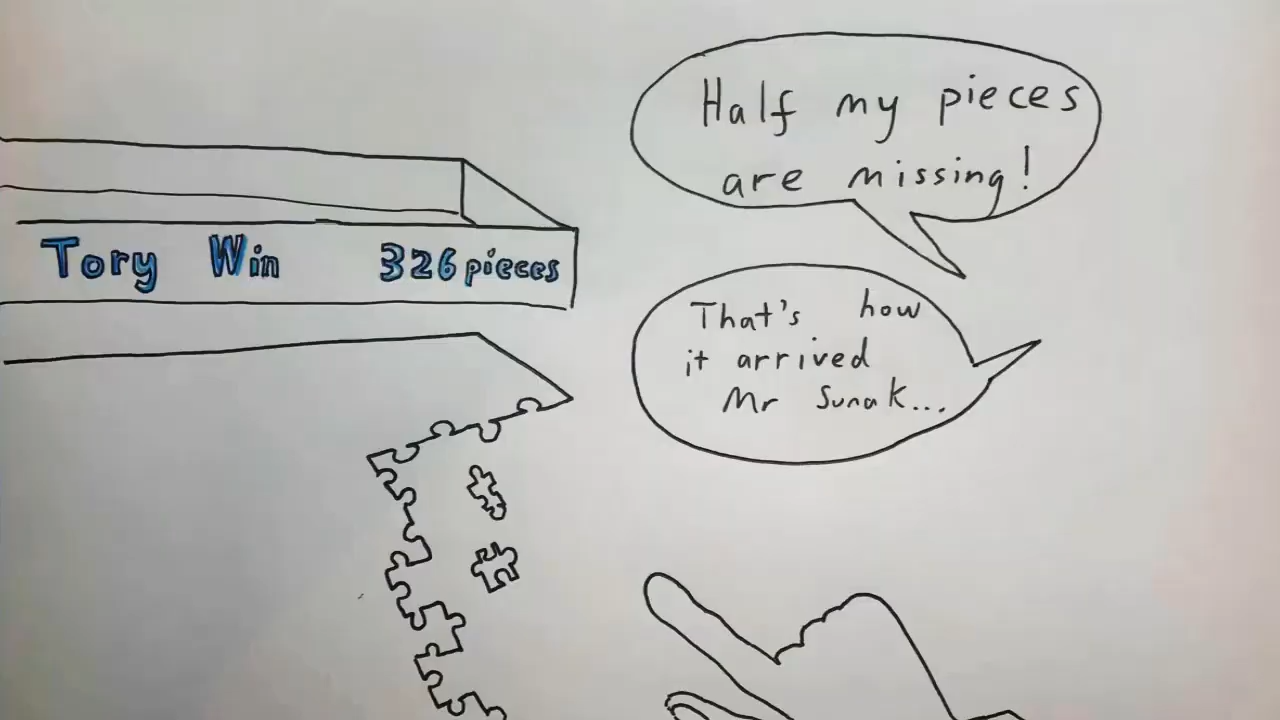 Half my pieces
are missing!
Tory Win 326 pieces
That's how
it arrived
Mr Sunak...